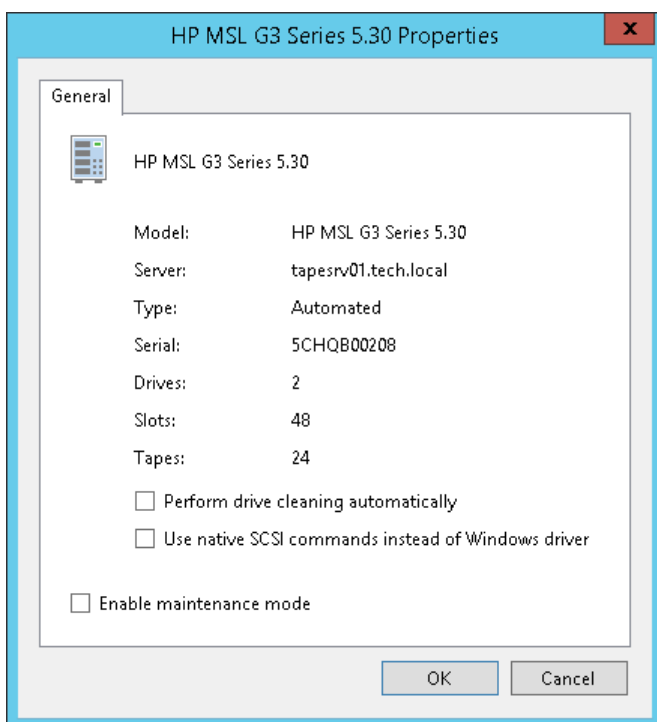 HP MSL G3 Series 5.30 Properties
x
General
HP MSL G3 Series 5.30
Model: HP MSL G3 Series 5.30
Server: tapesrv01.tech.local
Type: Automated
Serial: 5CHQB00208
Drives: 2
Slots: 48
Tapes: 24
Perform drive cleaning automatically
Use native SCSI commands instead of Windows driver
Enable maintenance mode
OK Cancel